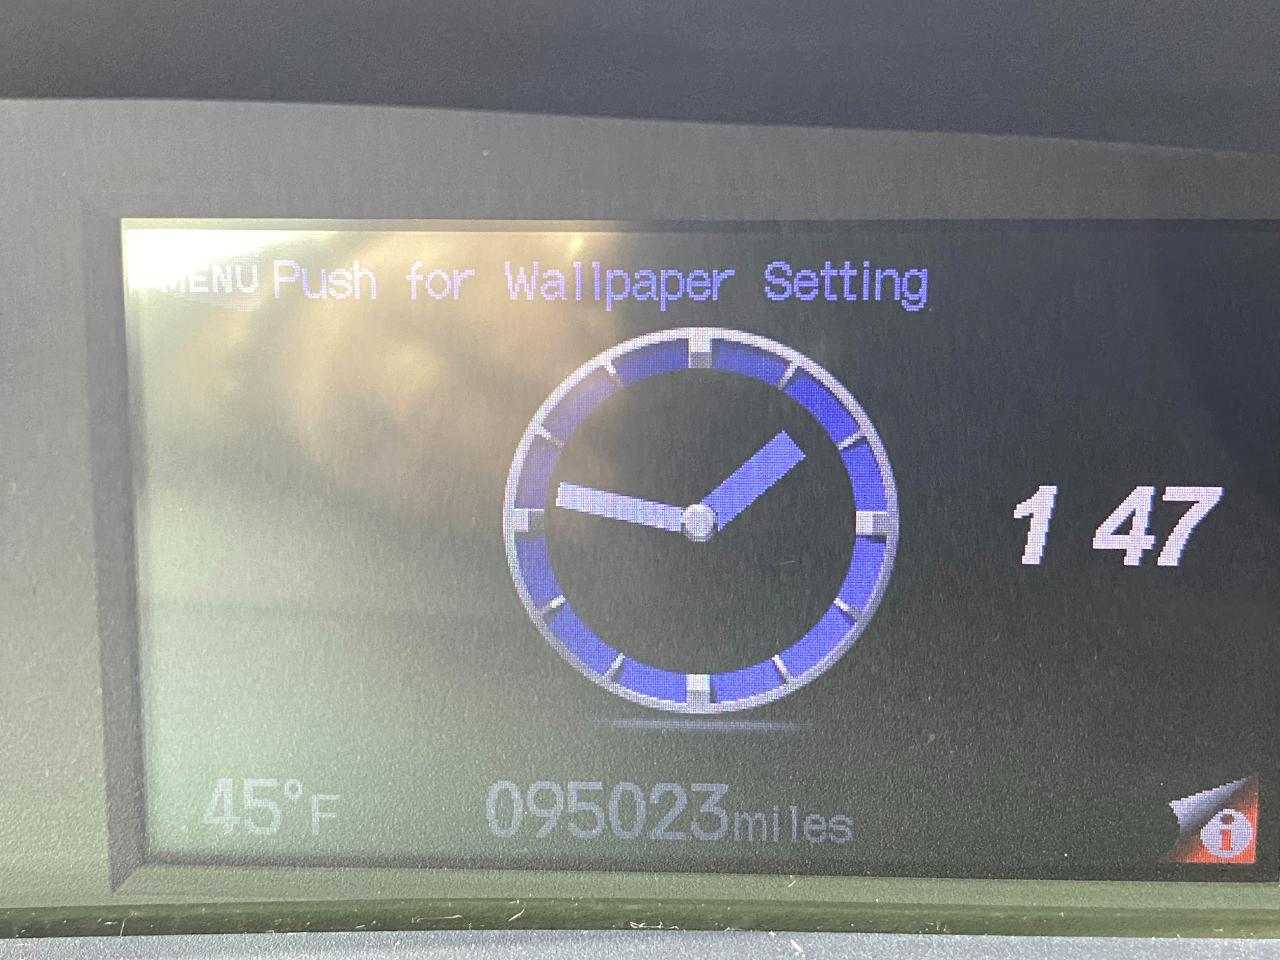 MENU Push for Wallpaper Setting
1 47
45°F
095023miles
i